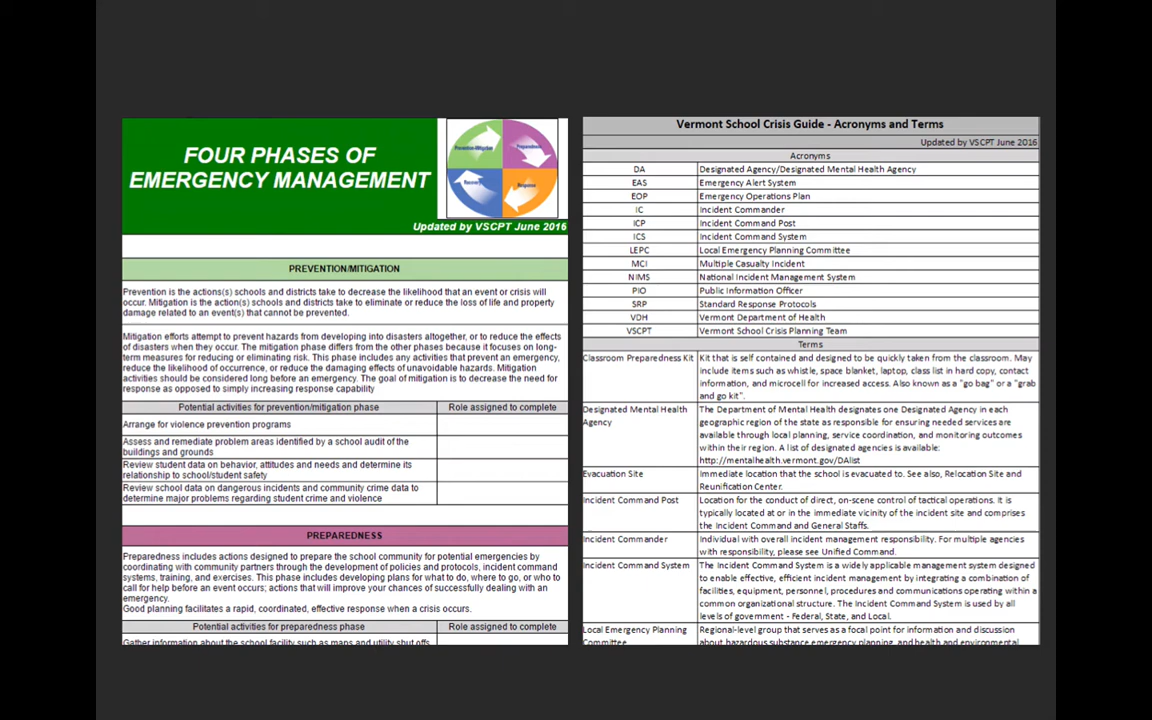 FOUR PHASES OF
EMERGENCY MANAGEMENT
Prevention-Mitigation
Preparedness
Recovery
Response
Updated by VSCPT June 2016
PREVENTION/MITIGATION
Prevention is the actions(s) schools and districts take to decrease the likelihood that an event or crisis will
occur. Mitigation is the action(s) schools and districts take to eliminate or reduce the loss of life and property
damage related to an event(s) that cannot be prevented.
Mitigation efforts attempt to prevent hazards from developing into disasters altogether, or to reduce the effects
of disasters when they occur. The mitigation phase differs from the other phases because it focuses on long-
term measures for reducing or eliminating risk. This phase includes any activities that prevent an emergency,
reduce the likelihood of occurrence, or reduce the damaging effects of unavoidable hazards. Mitigation
activities should be considered long before an emergency. The goal of mitigation is to decrease the need for
response as opposed to simply increasing response capability
Potential activities for prevention/mitigation phase Role assigned to complete
Arrange for violence prevention programs
Assess and remediate problem areas identified by a school audit of the
buildings and grounds
Review student data on behavior, attitudes and needs and determine its
relationship to school/student safety
Review school data on dangerous incidents and community crime data to
determine major problems regarding student crime and violence
PREPAREDNESS
Preparedness includes actions designed to prepare the school community for potential emergencies by
coordinating with community partners through the development of policies and protocols, incident command
systems, training, and exercises. This phase includes developing plans for what to do, where to go, or who to
call for help before an event occurs; actions that will improve your chances of successfully dealing with an
emergency.
Good planning facilitates a rapid, coordinated, effective response when a crisis occurs.
Potential activities for preparedness phase Role assigned to complete
Gather information about the school facility such as maps and utility shut offs
Vermont School Crisis Guide - Acronyms and Terms
Updated by VSCPT June 2016
Acronyms
DA Designated Agency/Designated Mental Health Agency
EAS Emergency Alert System
EOP Emergency Operations Plan
IC Incident Commander
ICP Incident Command Post
ICS Incident Command System
LEPC Local Emergency Planning Committee
MCI Multiple Casualty Incident
NIMS National Incident Management System
PIO Public Information Officer
SRP Standard Response Protocols
VDH Vermont Department of Health
VSCPT Vermont School Crisis Planning Team
Terms
Classroom Preparedness Kit Kit that is self contained and designed to be quickly taken from the classroom. May
include items such as whistle, space blanket, laptop, class list in hard copy, contact
information, and microcell for increased access. Also known as a "go bag" or a "grab
and go kit".
Designated Mental Health The Department of Mental Health designates one Designated Agency in each
Agency geographic region of the state as responsible for ensuring needed services are
available through local planning, service coordination, and monitoring outcomes
within their region. A list of designated agencies is available:
http://mentalhealth.vermont.gov/DAlist
Evacuation Site Immediate location that the school is evacuated to. See also, Relocation Site and
Reunification Center.
Incident Command Post Location for the conduct of direct, on-scene control of tactical operations. It is
typically located at or in the immediate vicinity of the incident site and comprises
the Incident Command and General Staffs.
Incident Commander Individual with overall incident management responsibility. For multiple agencies
with responsibility, please see Unified Command.
Incident Command System The Incident Command System is a widely applicable management system designed
to enable effective, efficient incident management by integrating a combination of
facilities, equipment, personnel, procedures and communications operating within a
common organizational structure. The Incident Command System is used by all
levels of government - Federal, State, and Local.
Local Emergency Planning Regional-level group that serves as a focal point for information and discussion
Committee about hazardous substance emergency planning, and health and environmental